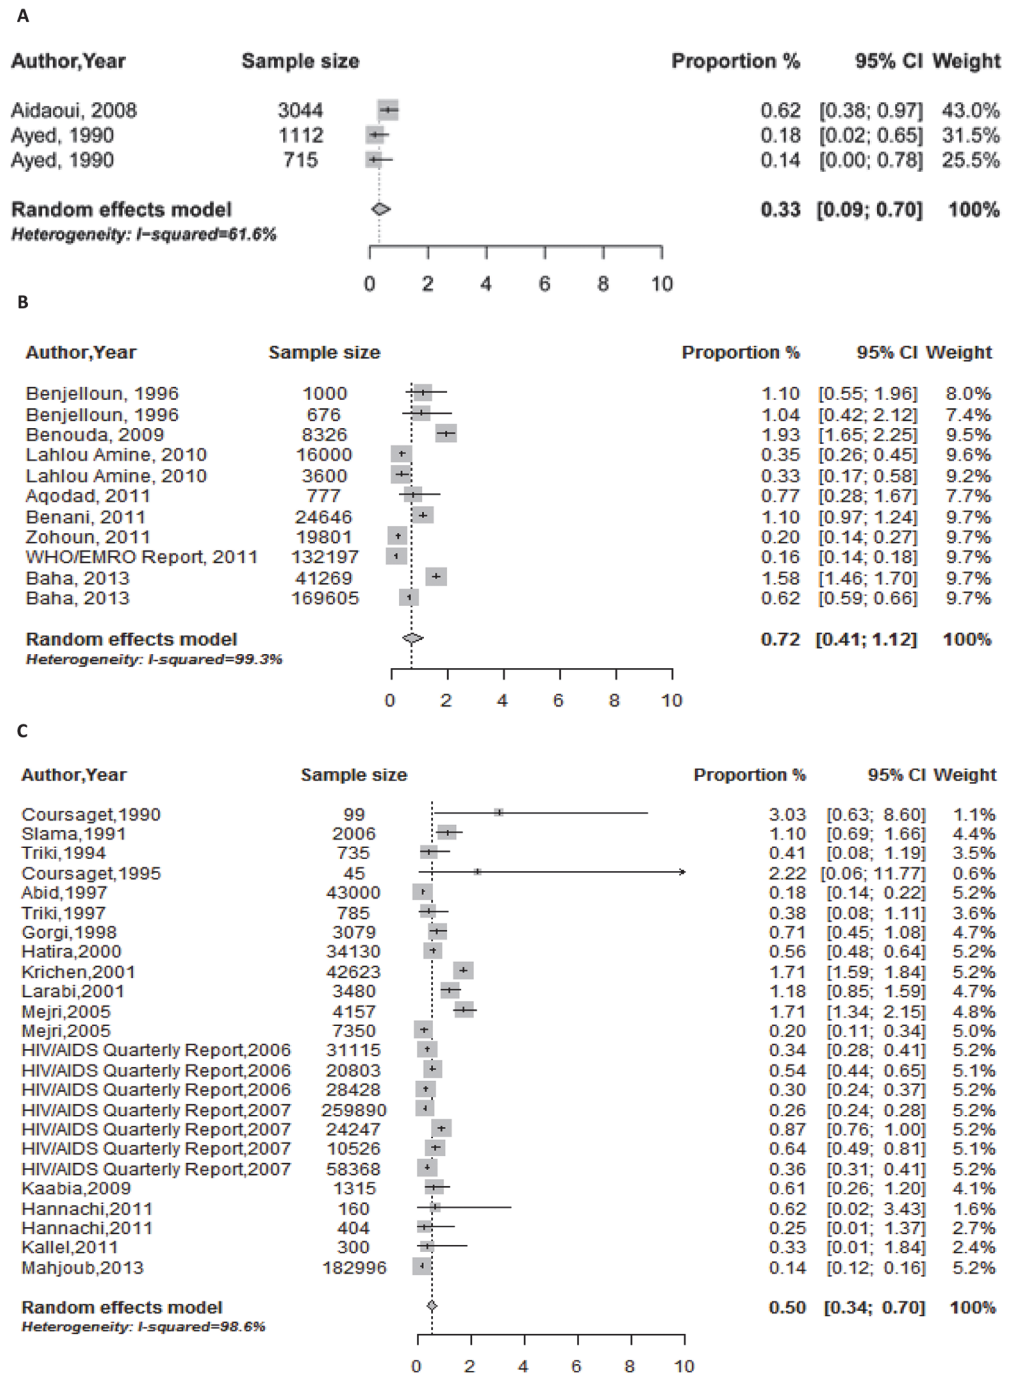 A
Author,Year Sample size Proportion % 95% CI Weight
Aidaoui, 2008 3044 0.62 [0.38; 0.97] 43.0%
Ayed, 1990 1112 0.18 [0.02; 0.65] 31.5%
Ayed, 1990 715 0.14 [0.00; 0.78] 25.5%
Random effects model 0.33 [0.09; 0.70] 100%
Heterogeneity: I−squared=61.6%
0 2 4 6 8 10
B
Author,Year Sample size Proportion % 95% CI Weight
Benjelloun, 1996 1000 1.10 [0.55; 1.96] 8.0%
Benjelloun, 1996 676 1.04 [0.42; 2.12] 7.4%
Benouda, 2009 8326 1.93 [1.65; 2.25] 9.5%
Lahlou Amine, 2010 16000 0.35 [0.26; 0.45] 9.6%
Lahlou Amine, 2010 3600 0.33 [0.17; 0.58] 9.2%
Aqodad, 2011 777 0.77 [0.28; 1.67] 7.7%
Benani, 2011 24646 1.10 [0.97; 1.24] 9.7%
Zohoun, 2011 19801 0.20 [0.14; 0.27] 9.7%
WHO/EMRO Report, 2011 132197 0.16 [0.14; 0.18] 9.7%
Baha, 2013 41269 1.58 [1.46; 1.70] 9.7%
Baha, 2013 169605 0.62 [0.59; 0.66] 9.7%
Random effects model 0.72 [0.41; 1.12] 100%
Heterogeneity: I-squared=99.3%
0 2 4 6 8 10
C
Author,Year Sample size Proportion % 95% CI Weight
Coursaget,1990 99 3.03 [0.63; 8.60] 1.1%
Slama,1991 2006 1.10 [0.69; 1.66] 4.4%
Triki,1994 735 0.41 [0.08; 1.19] 3.5%
Coursaget,1995 45 2.22 [0.06; 11.77] 0.6%
Abid,1997 43000 0.18 [0.14; 0.22] 5.2%
Triki,1997 785 0.38 [0.08; 1.11] 3.6%
Gorgi,1998 3079 0.71 [0.45; 1.08] 4.7%
Hatira,2000 34130 0.56 [0.48; 0.64] 5.2%
Krichen,2001 42623 1.71 [1.59; 1.84] 5.2%
Larabi,2001 3480 1.18 [0.85; 1.59] 4.7%
Mejri,2005 4157 1.71 [1.34; 2.15] 4.8%
Mejri,2005 7350 0.20 [0.11; 0.34] 5.0%
HIV/AIDS Quarterly Report,2006 31115 0.34 [0.28; 0.41] 5.2%
HIV/AIDS Quarterly Report,2006 20803 0.54 [0.44; 0.65] 5.1%
HIV/AIDS Quarterly Report,2006 28428 0.30 [0.24; 0.37] 5.2%
HIV/AIDS Quarterly Report,2007 259890 0.26 [0.24; 0.28] 5.2%
HIV/AIDS Quarterly Report,2007 24247 0.87 [0.76; 1.00] 5.2%
HIV/AIDS Quarterly Report,2007 10526 0.64 [0.49; 0.81] 5.1%
HIV/AIDS Quarterly Report,2007 58368 0.36 [0.31; 0.41] 5.2%
Kaabia,2009 1315 0.61 [0.26; 1.20] 4.1%
Hannachi,2011 160 0.62 [0.02; 3.43] 1.6%
Hannachi,2011 404 0.25 [0.01; 1.37] 2.7%
Kallel,2011 300 0.33 [0.01; 1.84] 2.4%
Mahjoub,2013 182996 0.14 [0.12; 0.16] 5.2%
Random effects model 0.50 [0.34; 0.70] 100%
Heterogeneity: I-squared=98.6%
0 2 4 6 8 10